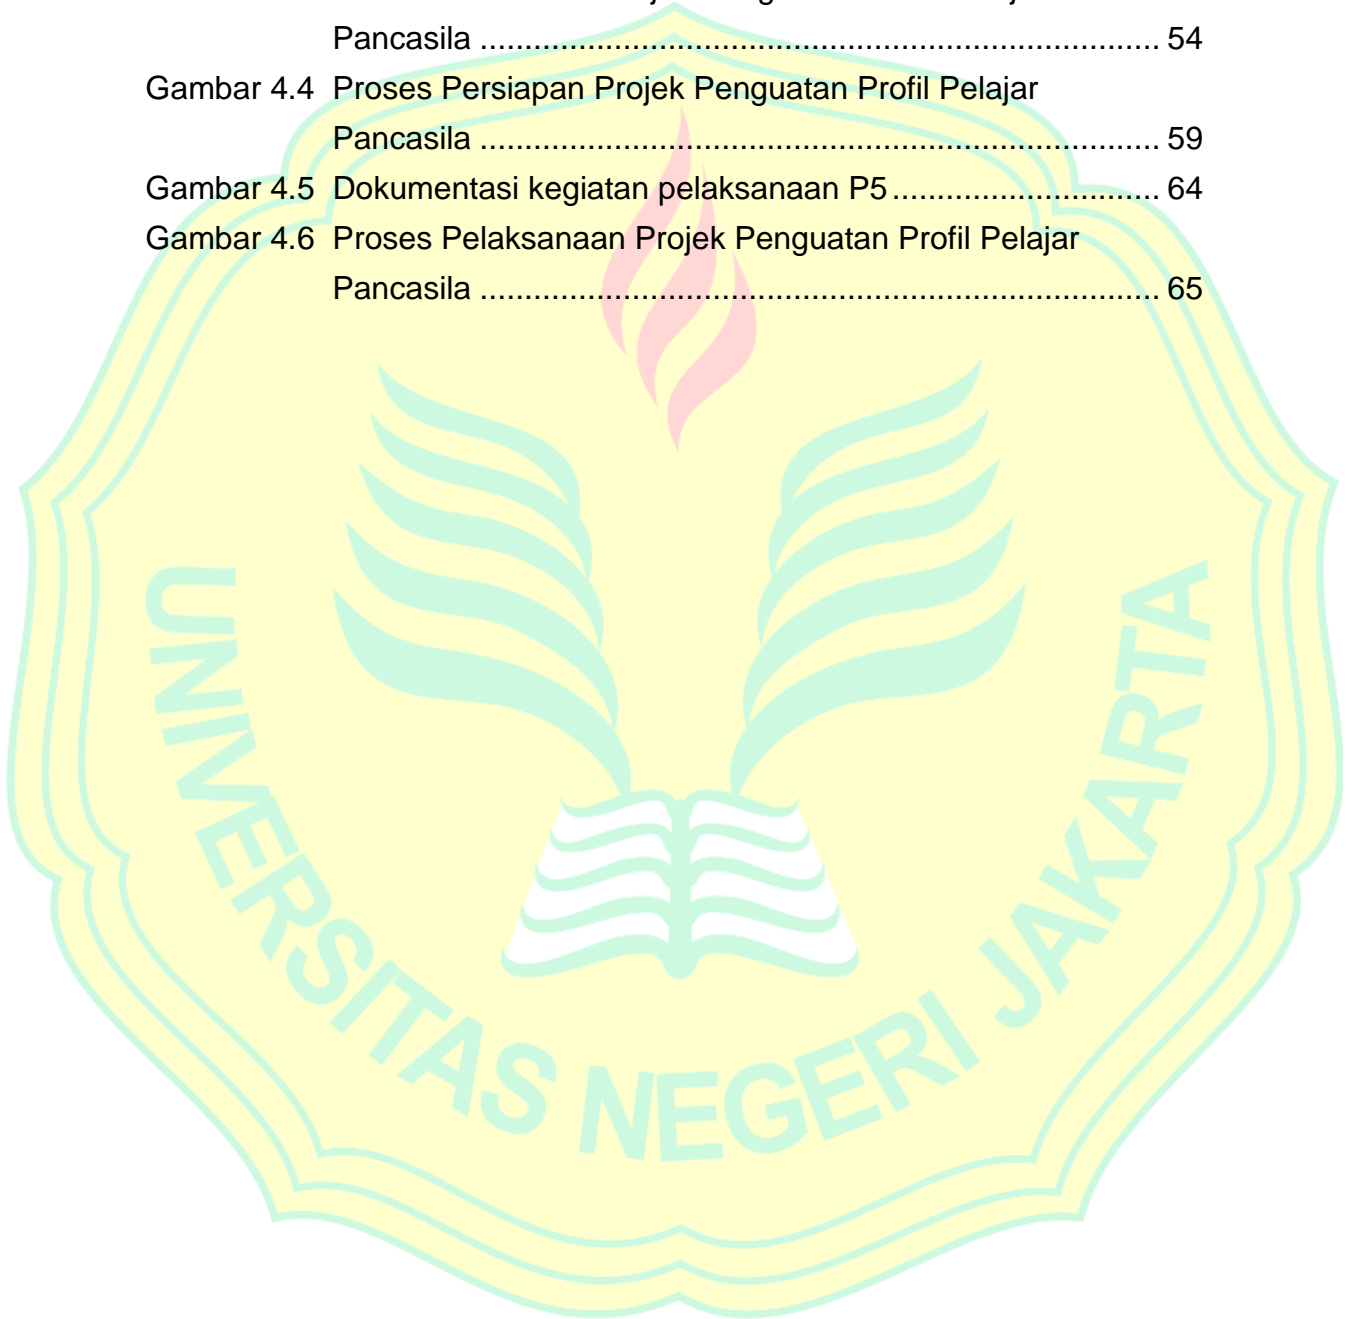 Pancasila ............................................................................. 54
Gambar 4.4 Proses Persiapan Projek Penguatan Profil Pelajar
Pancasila ............................................................................. 59
Gambar 4.5 Dokumentasi kegiatan pelaksanaan P5 .............................. 64
Gambar 4.6 Proses Pelaksanaan Projek Penguatan Profil Pelajar
Pancasila ............................................................................. 65
UNIVERSITAS NEGERI JAKARTA